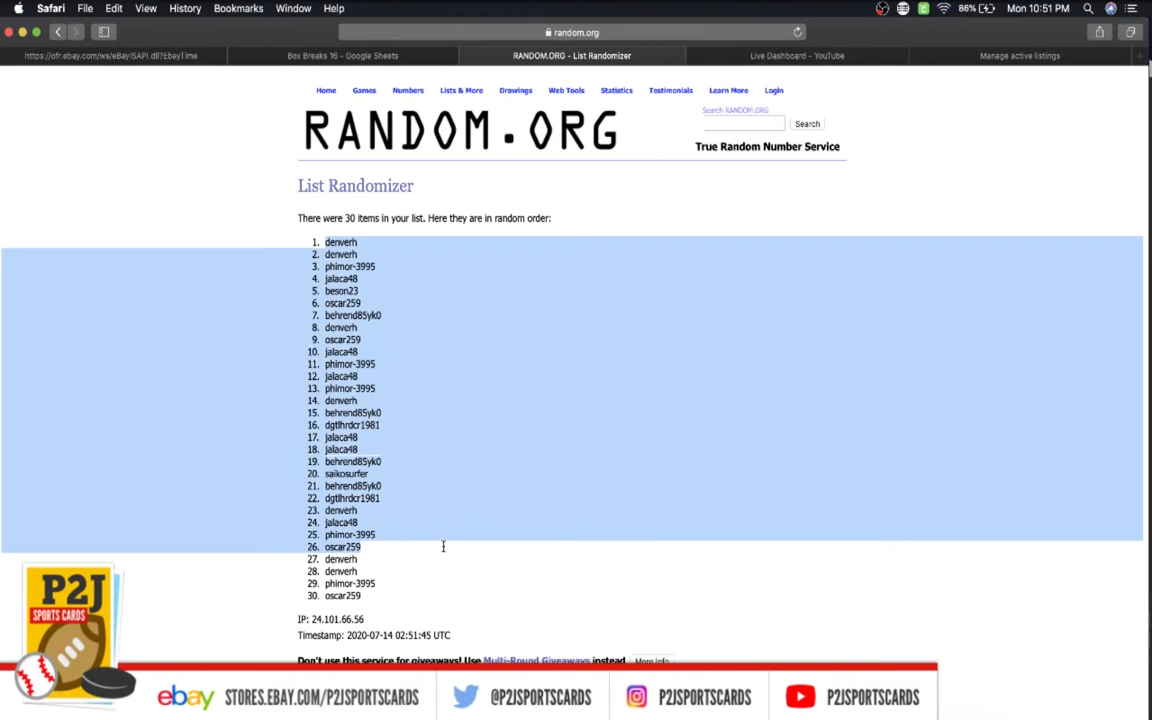 Safari File Edit View History Bookmarks Window Help 86% Mon 10:51 PM
random.org
https://ofr.ebay.com/ws/eBayISAPI.dll?EbayTime Box Breaks 16 - Google Sheets RANDOM.ORG - List Randomizer Live Dashboard - YouTube Manage active listings
Home Games Numbers Lists & More Drawings Web Tools Statistics Testimonials Learn More Login
Search RANDOM.ORG
RANDOM.ORG
Search
True Random Number Service
List Randomizer
There were 30 items in your list. Here they are in random order:
1. denverh
2. denverh
3. phimor-3995
4. jalaca48
5. beson23
6. oscar259
7. behrend85yk0
8. denverh
9. oscar259
10. jalaca48
11. phimor-3995
12. jalaca48
13. phimor-3995
14. denverh
15. behrend85yk0
16. dgtlhrdcr1981
17. jalaca48
18. jalaca48
19. behrend85yk0
20. saikosurfer
21. behrend85yk0
22. dgtlhrdcr1981
23. denverh
24. jalaca48
25. phimor-3995
26. oscar259
27. denverh
28. denverh
29. phimor-3995
30. oscar259
IP: 24.101.66.56
Timestamp: 2020-07-14 02:51:45 UTC
Don't use this service for giveaways! Use Multi-Round Giveaways instead More Info
P2J
SPORTS CARDS
ebay STORES.EBAY.COM/P2JSPORTSCARDS @P2JSPORTSCARDS P2JSPORTSCARDS P2JSPORTSCARDS